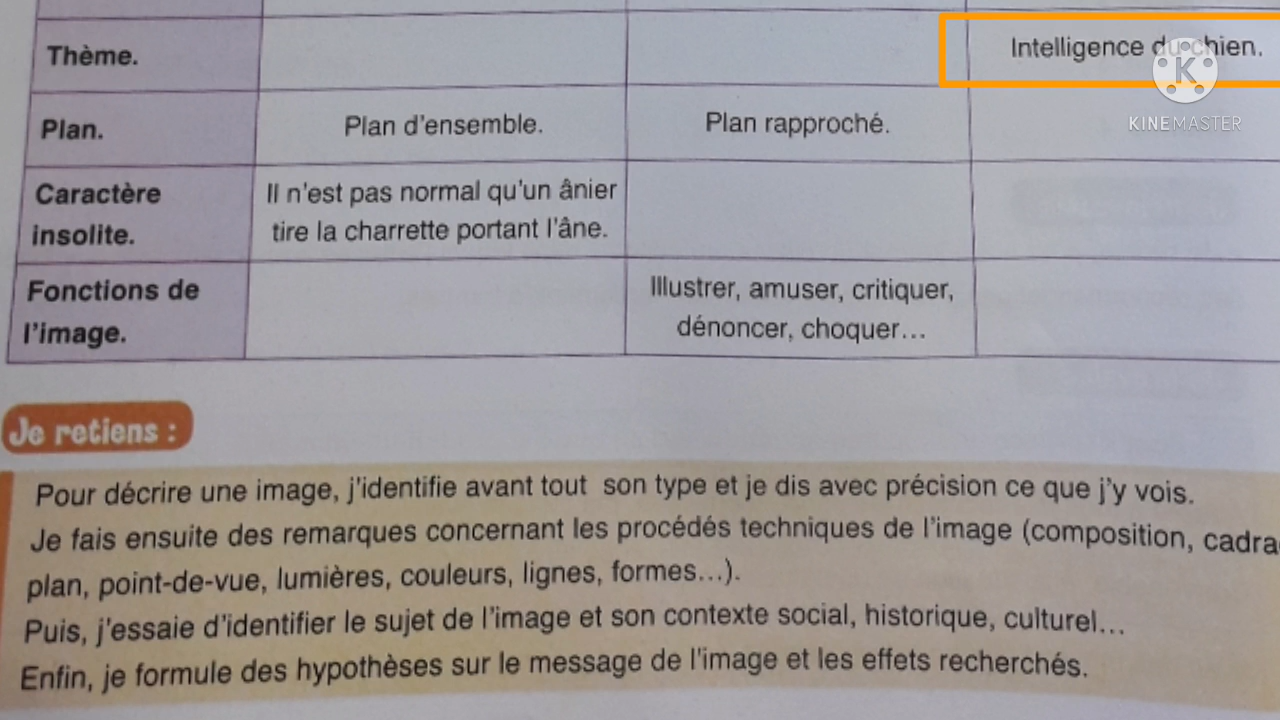 Thème.
Intelligence du chien.
K
KINEMASTER
Plan.
Plan d'ensemble.
Plan rapproché.
Caractère
insolite.
Il n'est pas normal qu'un ânier
tire la charrette portant l'âne.
Fonctions de
l'image.
Illustrer, amuser, critiquer,
dénoncer, choquer...
Je retiens :
Pour décrire une image, j'identifie avant tout son type et je dis avec précision ce que j'y vois.
Je fais ensuite des remarques concernant les procédés techniques de l'image (composition, cadra
plan, point-de-vue, lumières, couleurs, lignes, formes...).
Puis, j'essaie d'identifier le sujet de l'image et son contexte social, historique, culturel...
Enfin, je formule des hypothèses sur le message de l'image et les effets recherchés.